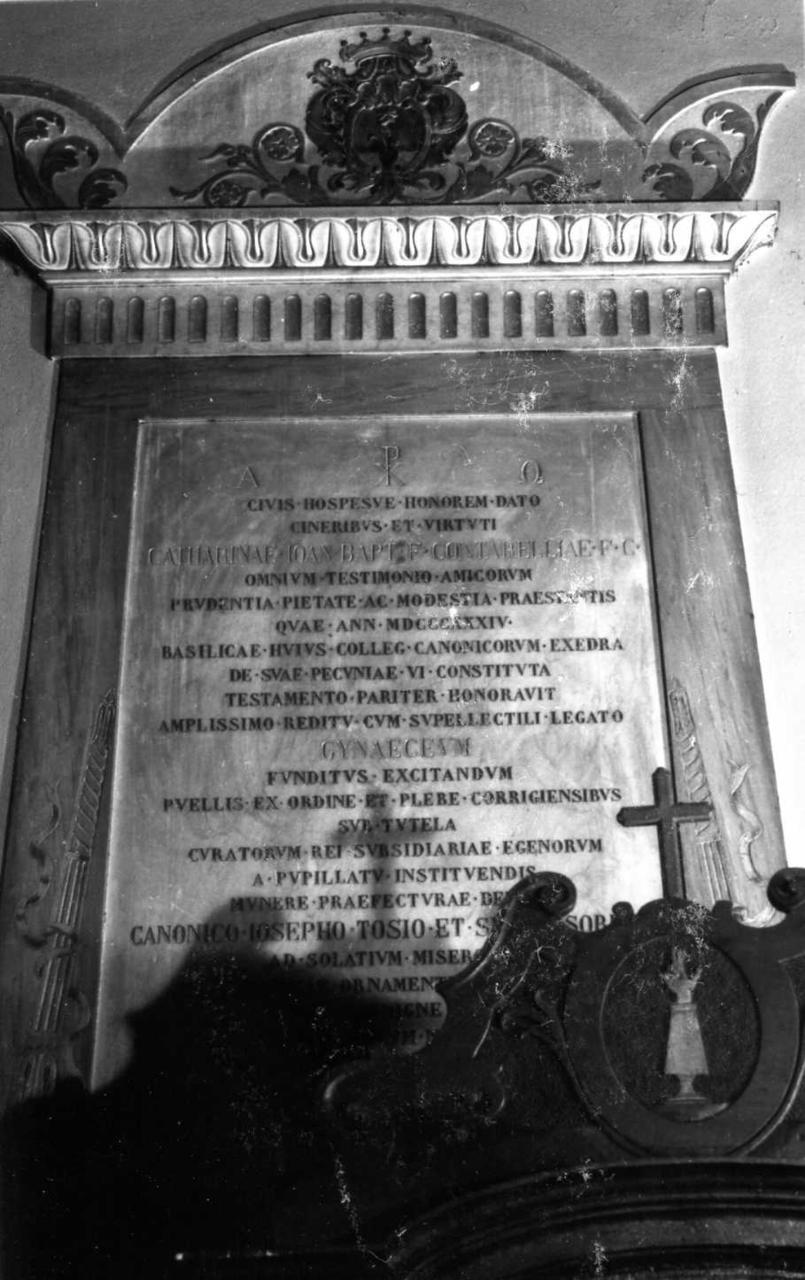 Α ☧ Ω
CIVIS·HOSPESVE·HONOREM·DATO
CINERIBVS·ET·VIRTVTI
CATHARINAE·IOAN·BAPT·F·CONTARELLIAE·F·C·
OMNIVM·TESTIMONIO·AMICORVM
PRVDENTIA·PIETATE·AC·MODESTIA·PRAESTANTIS
QVAE·ANN·
BASILICAE·HVIVS·COLLEG·CANONICORVM·EXEDRA
DE·SVAE·PECVNIAE·VI·CONSTITVTA
TESTAMENTO·PARITER·HONORAVIT
AMPLISSIMO·REDITV·CVM·SVPELLECTILI·LEGATO
GYNAECEVM
FVNDITVS·EXCITANDVM
PVELLIS·EX·ORDINE·ET·PLEBE·CORRIGIENSIBVS
SVB·TVTELA
CVRATORVM·REI·SVBSIDIARIAE·EGENORVM
A·PVPILLATV·INSTITVENDIS
MVNERE·PRAEFECTVRAE
CANONICO·IOSEPHO·TOSIO·ET
AD·SOLATIVM